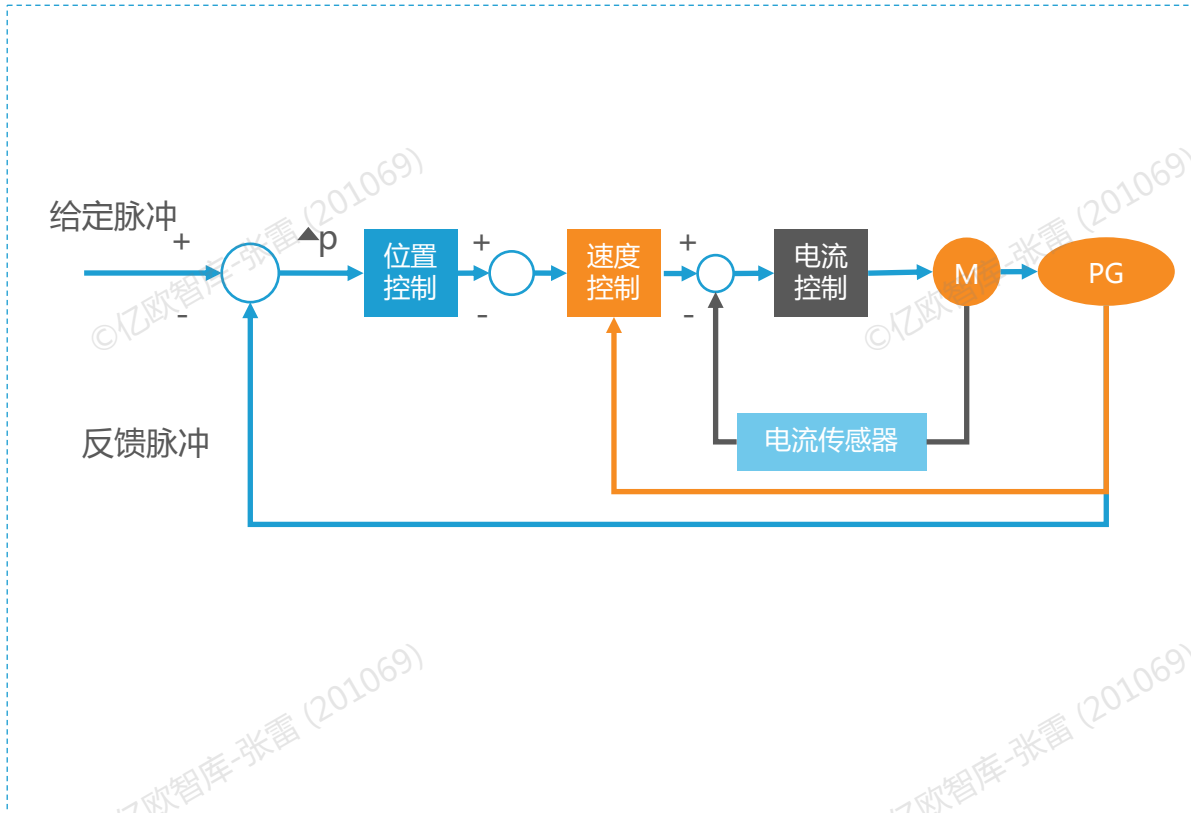 给定脉冲
+
-
▲p
位置
控制
+
-
速度
控制
+
-
电流
控制
M
PG
反馈脉冲
电流传感器
©亿欧智库-张雷 (201069)
©亿欧智库-张雷 (201069)
亿欧智库-张雷 (201069)
亿欧智库-张雷 (201069)